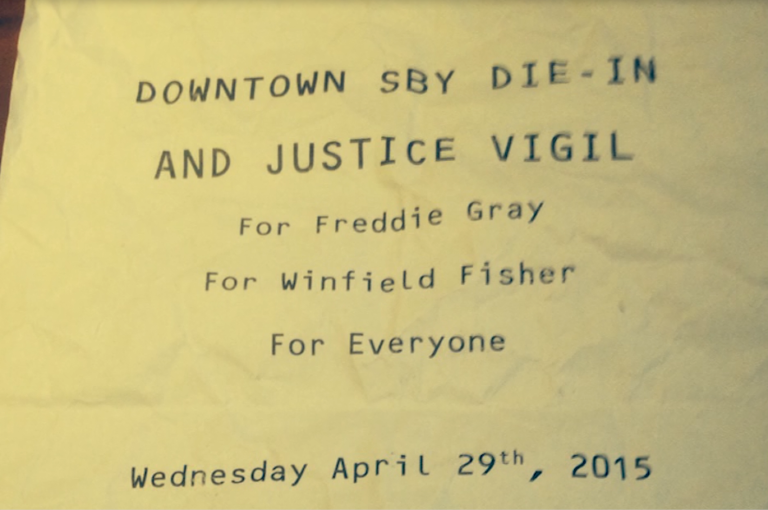 DOWNTOWN SBY DIE-IN
AND JUSTICE VIGIL
For Freddie Gray
For Winfield Fisher
For Everyone
Wednesday April 29th, 2015